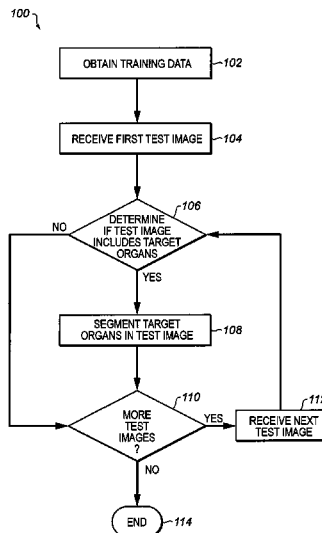 100
OBTAIN TRAINING DATA
102
RECEIVE FIRST TEST IMAGE
104
106
NO
DETERMINE
IF TEST IMAGE
INCLUDES TARGET
ORGANS
YES
SEGMENT TARGET
ORGANS IN TEST IMAGE
108
110
MORE
TEST
IMAGES
?
YES
RECEIVE NEXT
TEST IMAGE
NO
END
114